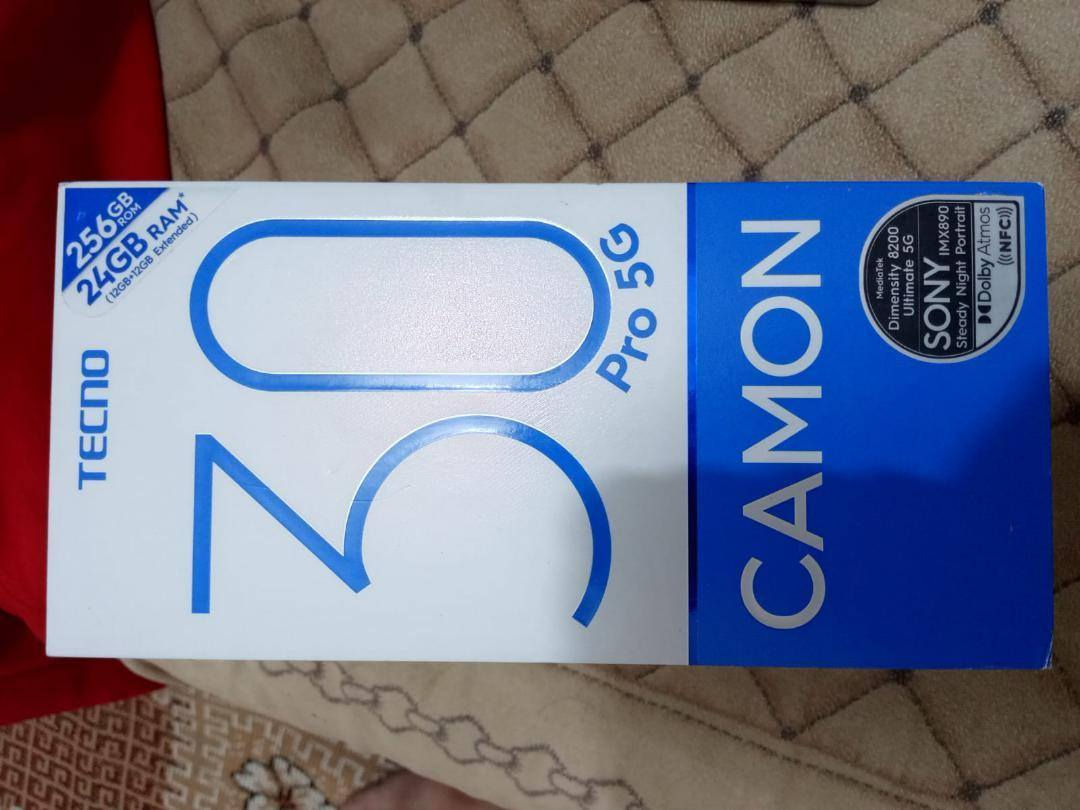 TECNO
256GB
ROM
24GB RAM*
(12GB+12GB Extended)
30
Pro 5G
CAMON
MediaTek
Dimensity 8200
Ultimate 5G
SONY IMX890
Steady Night Portrait
Dolby Atmos
NFC